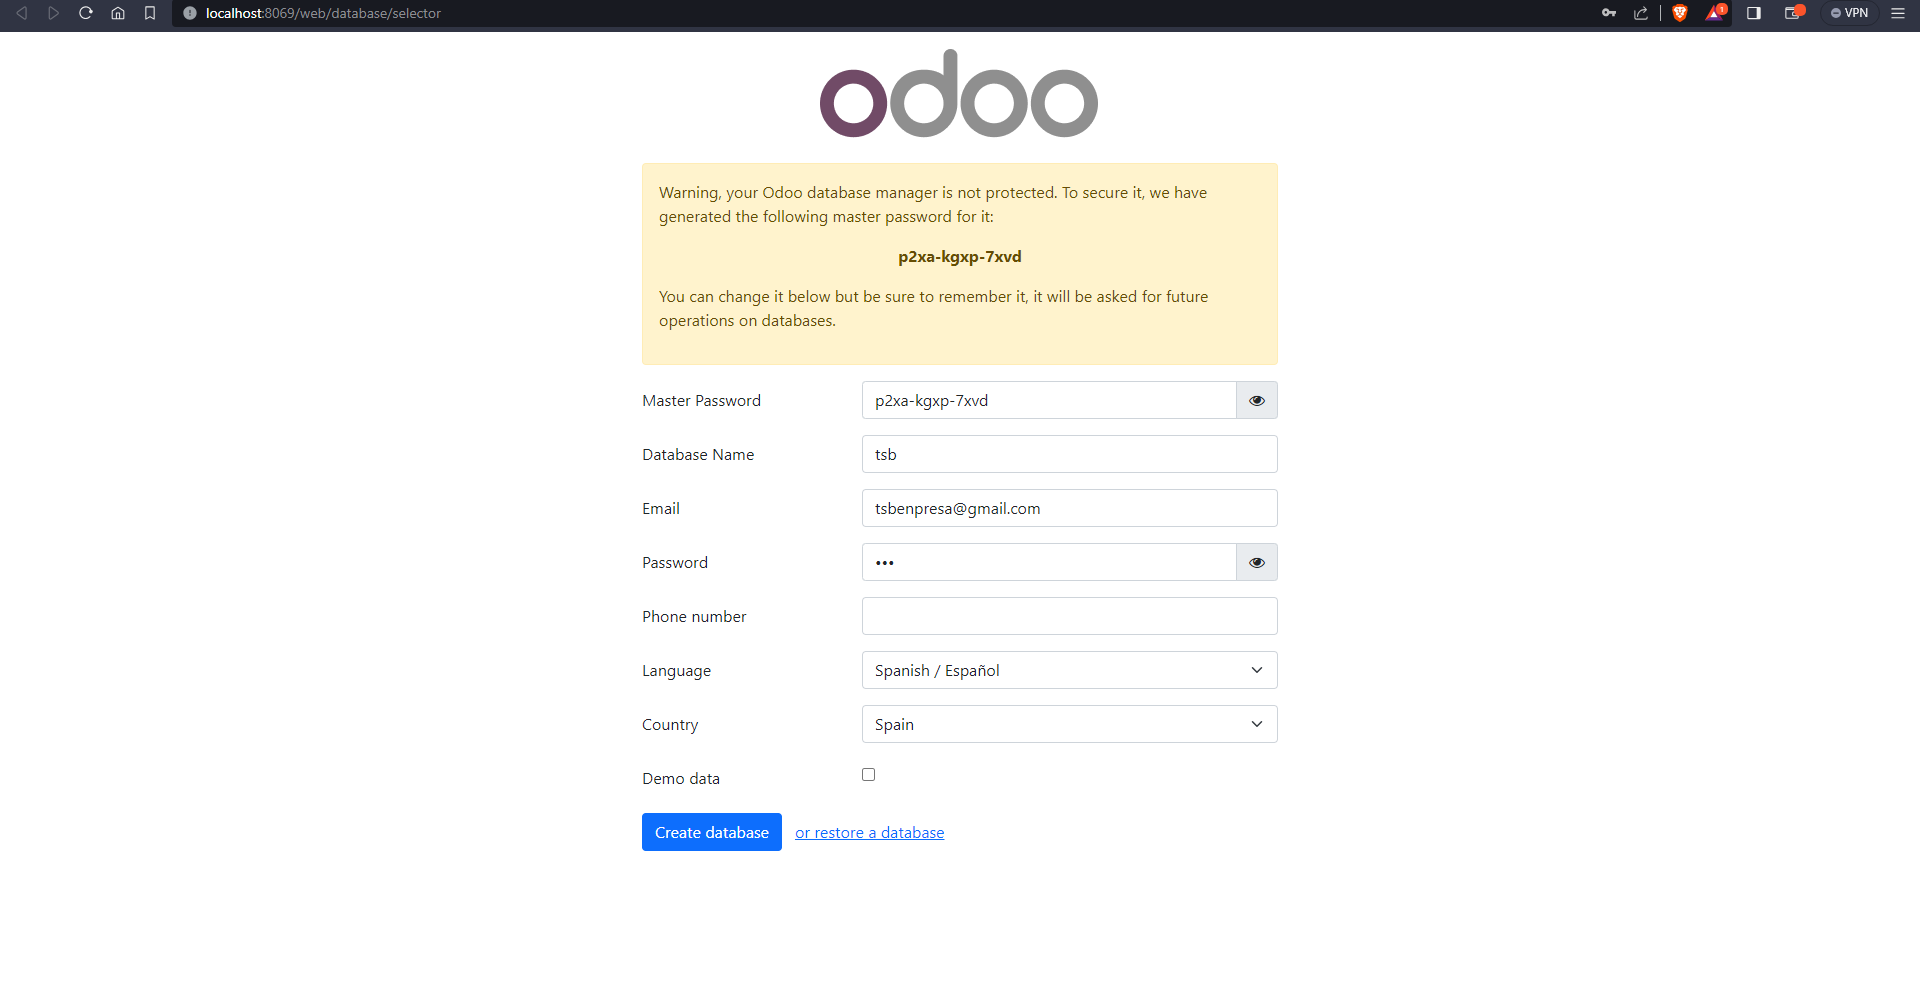 localhost:8069/web/database/selector
1
VPN
odoo
Warning, your Odoo database manager is not protected. To secure it, we have
generated the following master password for it:
p2xa-kgxp-7xvd
You can change it below but be sure to remember it, it will be asked for future
operations on databases.
Master Password p2xa-kgxp-7xvd
Database Name tsb
Email tsbenpresa@gmail.com
Password •••
Phone number
Language Spanish / Español
Country Spain
Demo data
Create database or restore a database